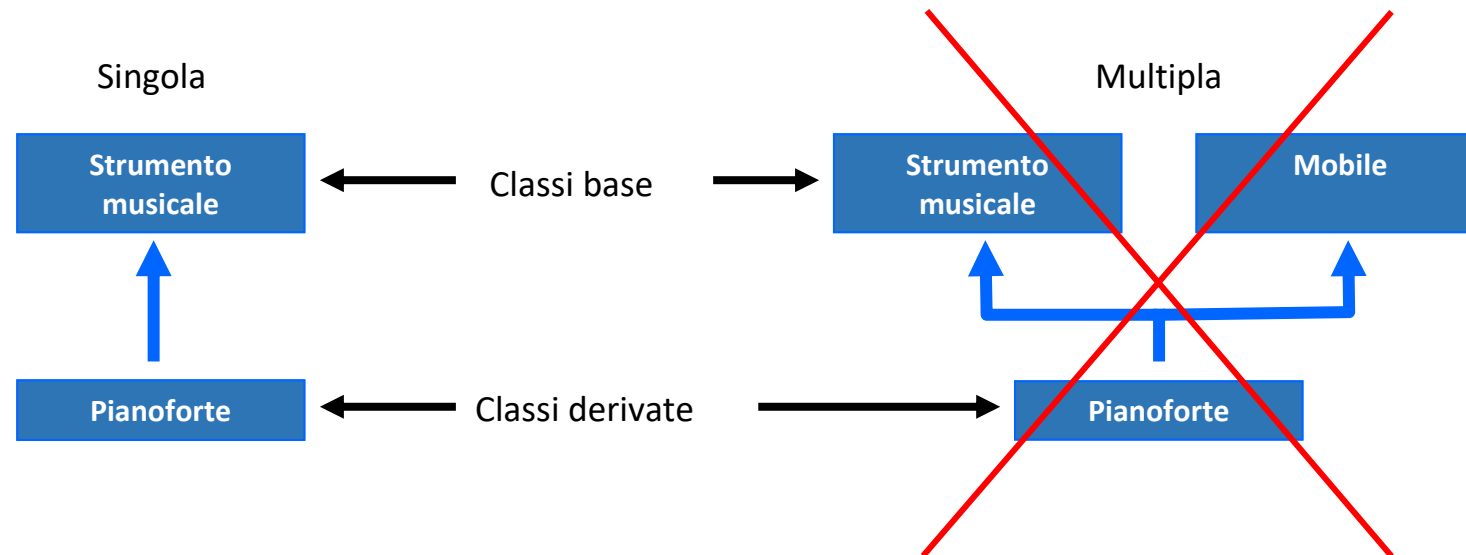 Singola
Multipla
Strumento
musicale
Classi base
Strumento
musicale
Mobile
Pianoforte
Classi derivate
Pianoforte